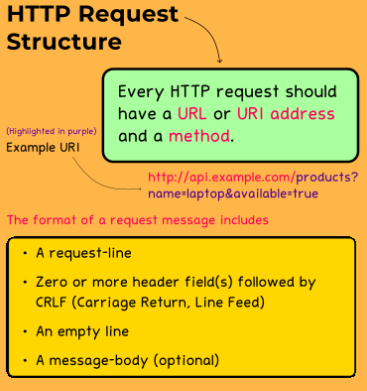 HTTP Request
Structure
Every HTTP request should
have a URL or URI address
and a method.
(Highlighted in purple)
Example URI
http://api.example.com/products?
name=laptop&available=true
The format of a request message includes
• A request-line
• Zero or more header field(s) followed by
CRLF (Carriage Return, Line Feed)
• An empty line
• A message-body (optional)